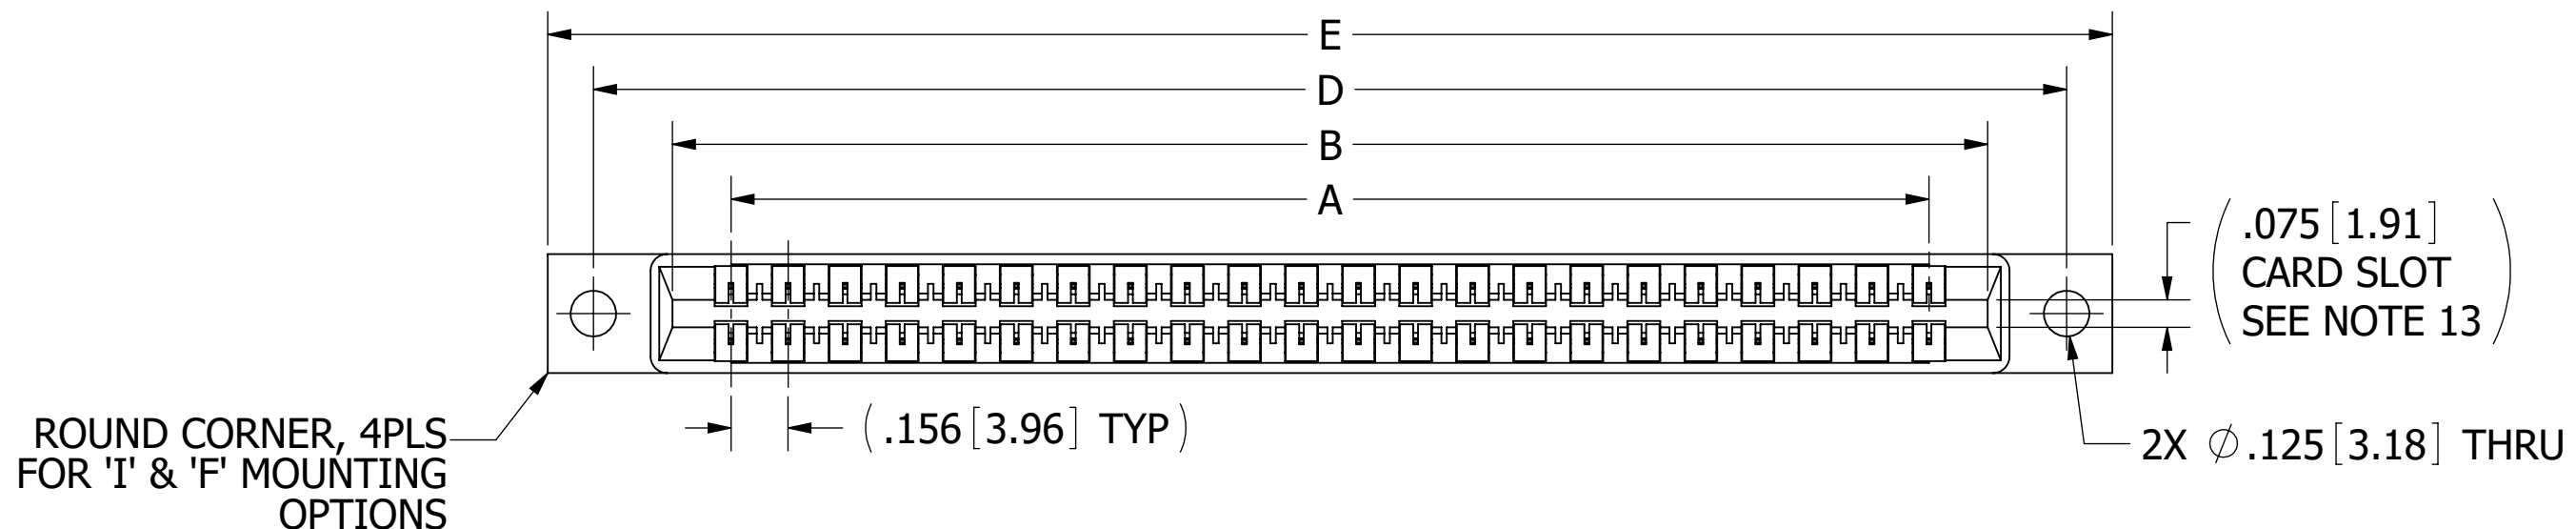 E
D
B
A
.075 [1.91]
CARD SLOT
SEE NOTE 13
(.156 [3.96] TYP)
2X ⌀.125 [3.18] THRU
ROUND CORNER, 4PLS
FOR 'I' & 'F' MOUNTING
OPTIONS